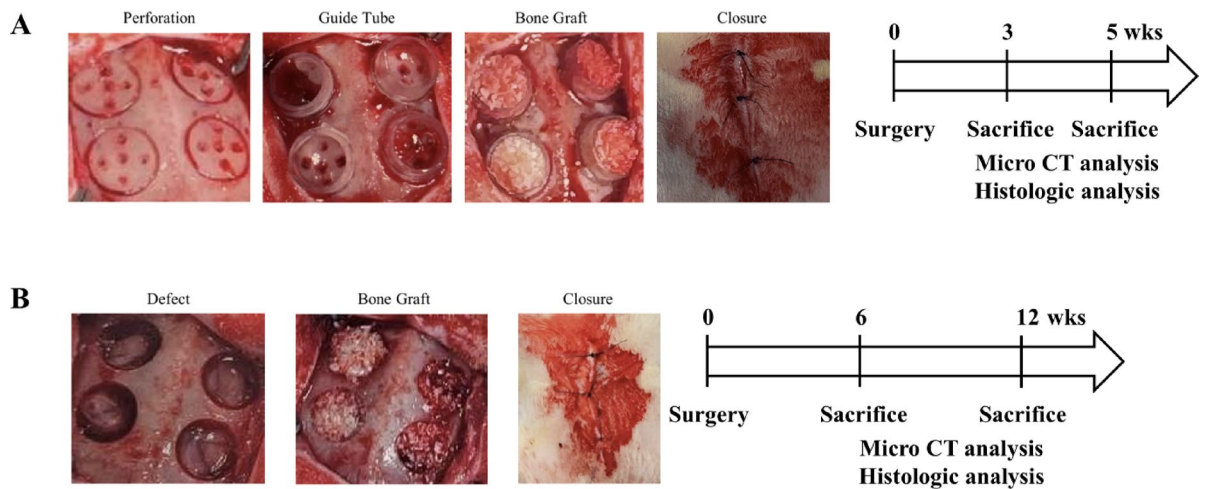 A
Perforation
Guide Tube
Bone Graft
Closure
0 3 5 wks
Surgery Sacrifice Sacrifice
Micro CT analysis
Histologic analysis
B
Defect
Bone Graft
Closure
0 6 12 wks
Surgery Sacrifice Sacrifice
Micro CT analysis
Histologic analysis